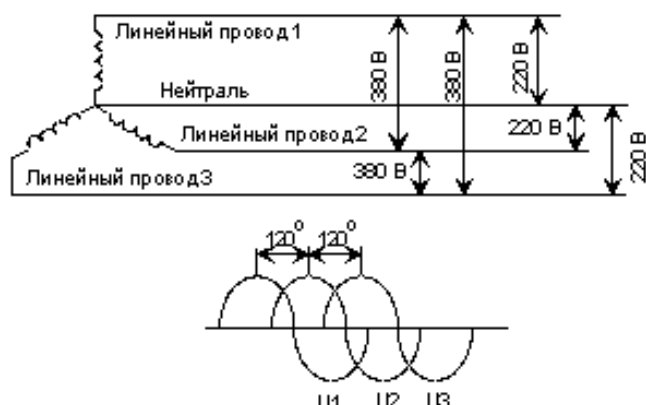 Линейный провод 1
380 В
380 В
220 В
Нейтраль
Линейный провод 2
220 В
220 В
Линейный провод 3
380 В
120° 120°
U1 U2 U3